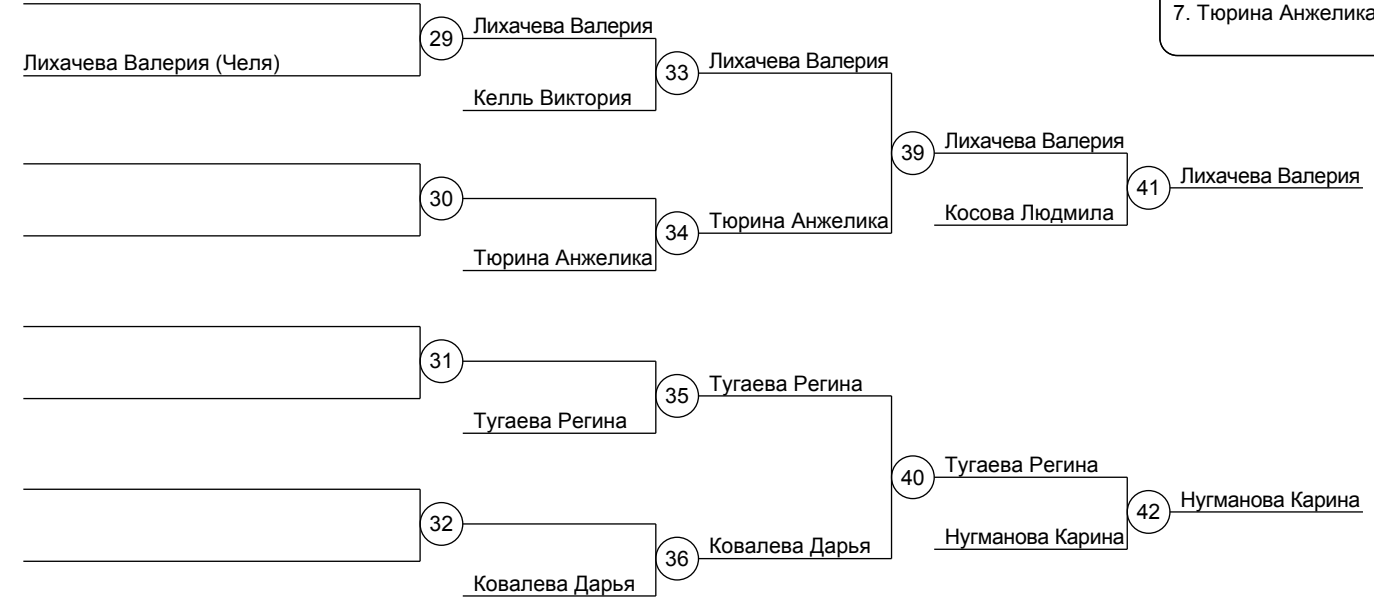 7. Тюрина Анжелика
29
Лихачева Валерия
Лихачева Валерия (Челя)
33
Лихачева Валерия
Келль Виктория
39
Лихачева Валерия
41
Лихачева Валерия
30
34
Тюрина Анжелика
Косова Людмила
Тюрина Анжелика
31
35
Тугаева Регина
Тугаева Регина
40
Тугаева Регина
42
Нугманова Карина
32
36
Ковалева Дарья
Нугманова Карина
Ковалева Дарья